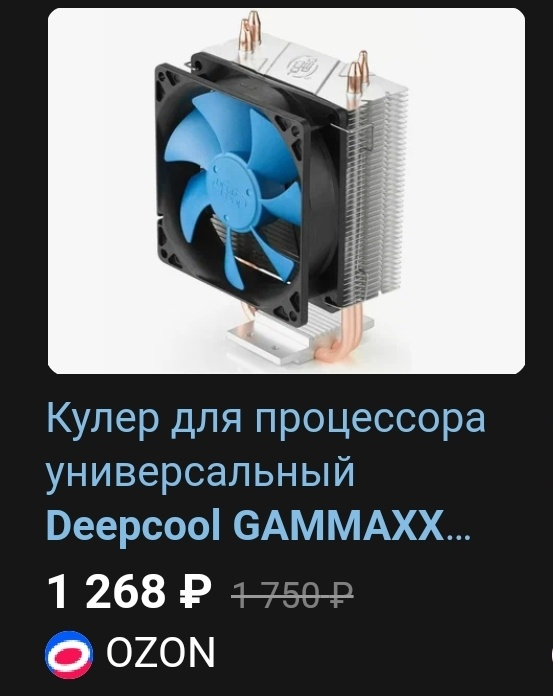 Кулер для процессора
универсальный
Deepcool GAMMAXX...
1 268 ₽ 1 750 ₽
OZON